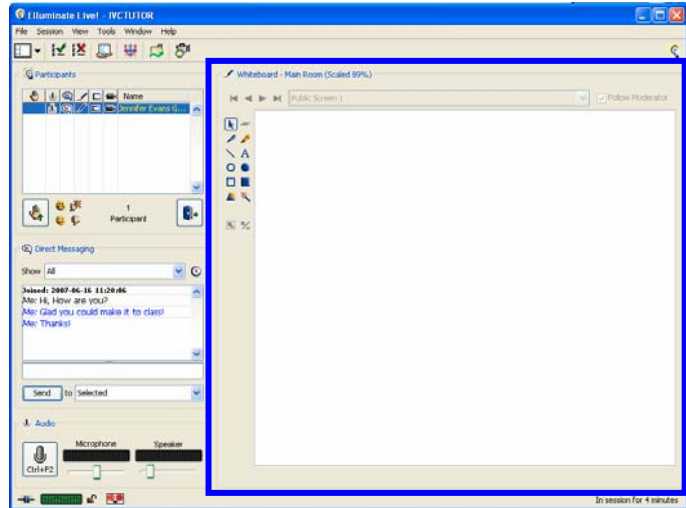 Elluminate Live! - IVCTUTOR
File Session View Tools Window Help
Participants
Name
Jennifer Evans G...
1
Participant
Direct Messaging
Show All
Joined: 2007-06-16 11:20:06
Me: Hi, How are you?
Me: Glad you could make it to class!
Me: Thanks!
Send to Selected
Audio
Microphone Speaker
Ctrl+F2
Whiteboard - Main Room (Scaled 89%)
Public Screen 1 Follow Moderator
A
In session for 4 minutes